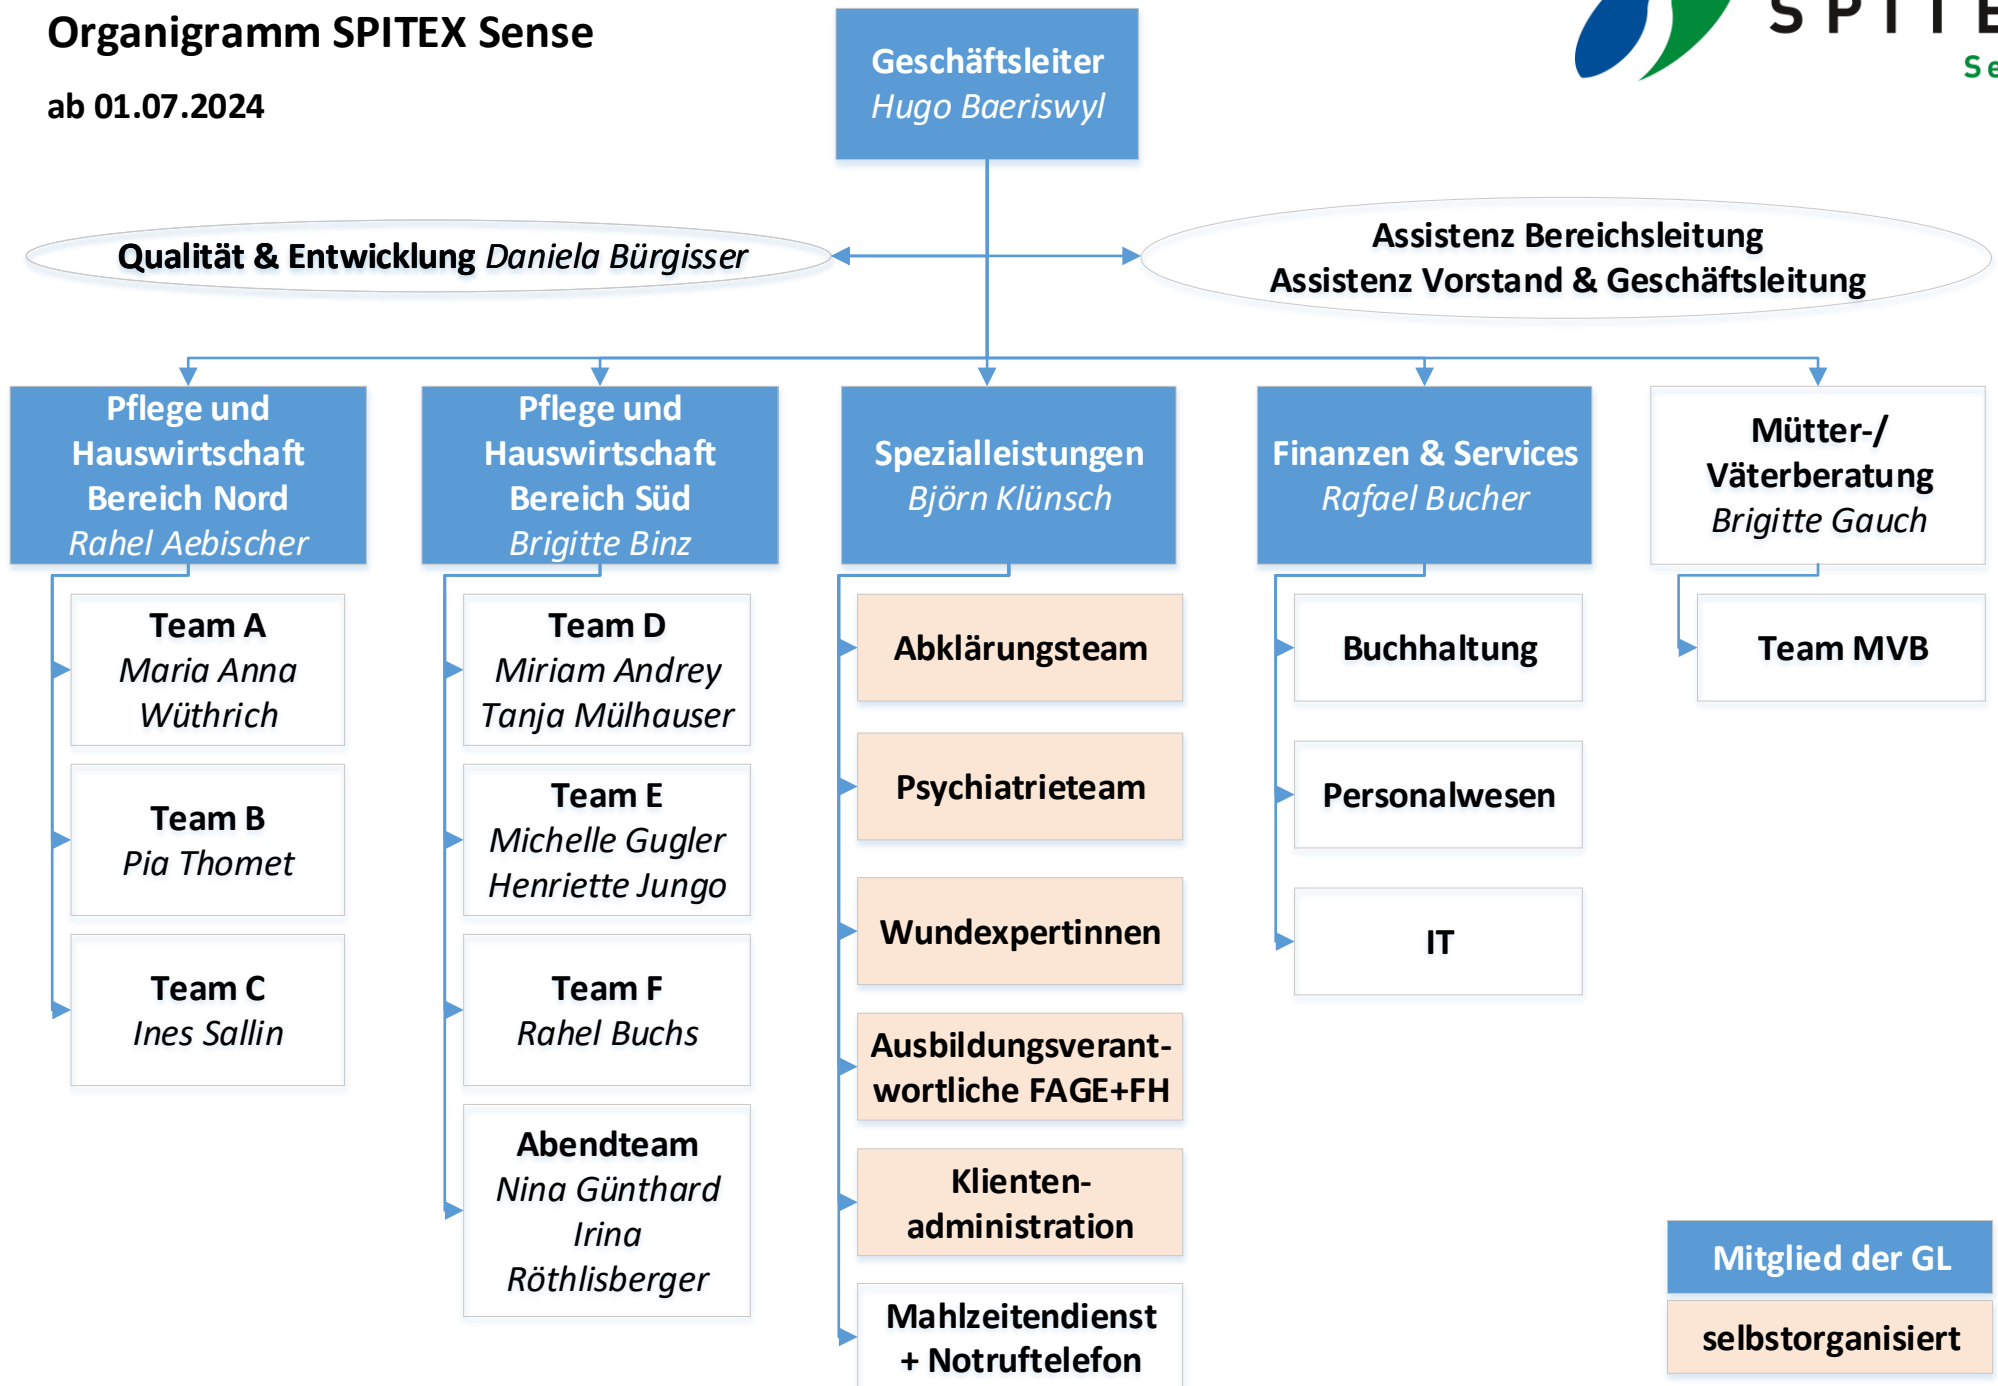 Organigramm SPITEX Sense
ab 01.07.2024
SPITE
Se
Geschäftsleiter
Hugo Baeriswyl
Qualität & Entwicklung Daniela Bürgisser
Assistenz Bereichsleitung
Assistenz Vorstand & Geschäftsleitung
Pflege und
Hauswirtschaft
Bereich Nord
Rahel Aebischer
Pflege und
Hauswirtschaft
Bereich Süd
Brigitte Binz
Spezialleistungen
Björn Klünsch
Finanzen & Services
Rafael Bucher
Mütter-/
Väterberatung
Brigitte Gauch
Team A
Maria Anna
Wüthrich
Team B
Pia Thomet
Team C
Ines Sallin
Team D
Miriam Andrey
Tanja Mülhauser
Team E
Michelle Gugler
Henriette Jungo
Team F
Rahel Buchs
Abendteam
Nina Günthard
Irina
Röthlisberger
Abklärungsteam
Psychiatrieteam
Wundexpertinnen
Ausbildungsverant-
wortliche FAGE+FH
Klienten-
administration
Mahlzeitendienst
+ Notruftelefon
Buchhaltung
Personalwesen
IT
Team MVB
Mitglied der GL
selbstorganisiert